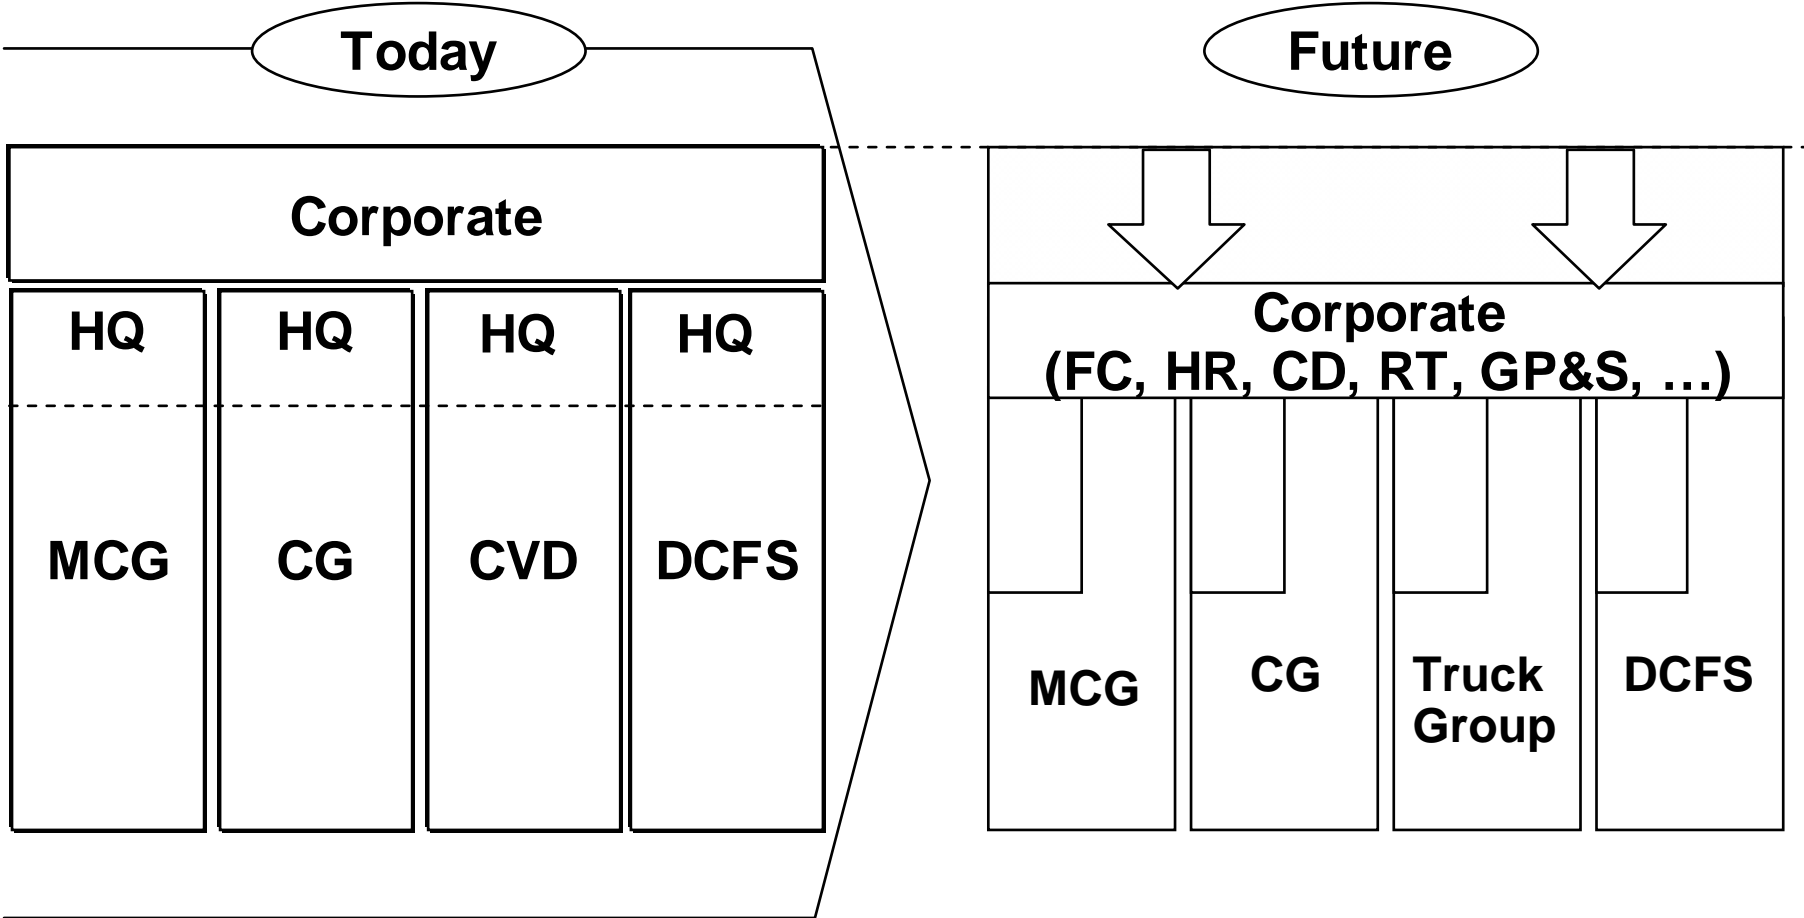 Today
Corporate
HQ HQ HQ HQ
MCG CG CVD DCFS
Future
Corporate
(FC, HR, CD, RT, GP&S, …)
MCG CG Truck Group DCFS